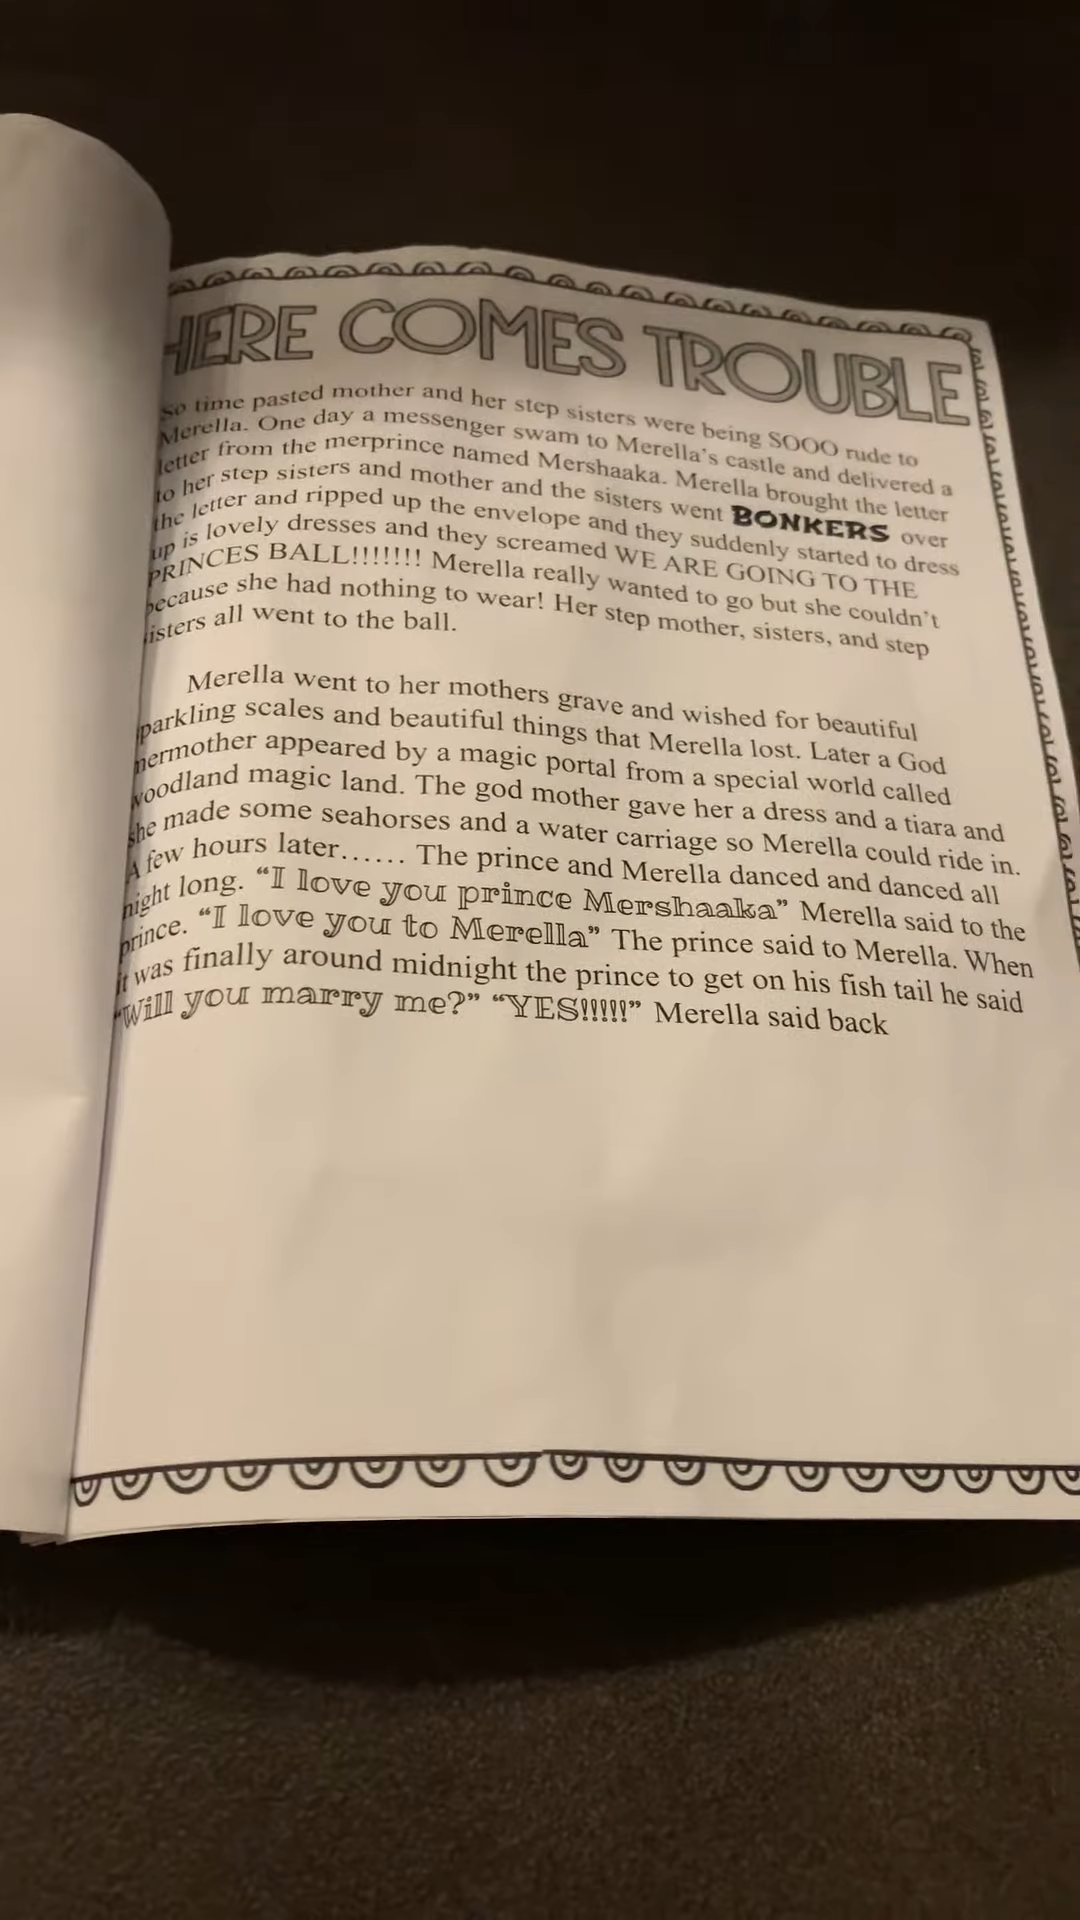 HERE COMES TROUBLE
So time pasted mother and her step sisters were being SOOO rude to
Merella. One day a messenger swam to Merella's castle and delivered a
letter from the merprince named Mershaaka. Merella brought the letter
to her step sisters and mother and the sisters went BONKERS over
the letter and ripped up the envelope and they suddenly started to dress
up is lovely dresses and they screamed WE ARE GOING TO THE
PRINCES BALL!!!!!!! Merella really wanted to go but she couldn't
because she had nothing to wear! Her step mother, sisters, and step
sisters all went to the ball.
Merella went to her mothers grave and wished for beautiful
sparkling scales and beautiful things that Merella lost. Later a God
mermother appeared by a magic portal from a special world called
woodland magic land. The god mother gave her a dress and a tiara and
she made some seahorses and a water carriage so Merella could ride in.
A few hours later…… The prince and Merella danced and danced all
night long. “I love you prince Mershaaka” Merella said to the
prince. “I love you to Merella” The prince said to Merella. When
it was finally around midnight the prince to get on his fish tail he said
“Will you marry me?” “YES!!!!!” Merella said back